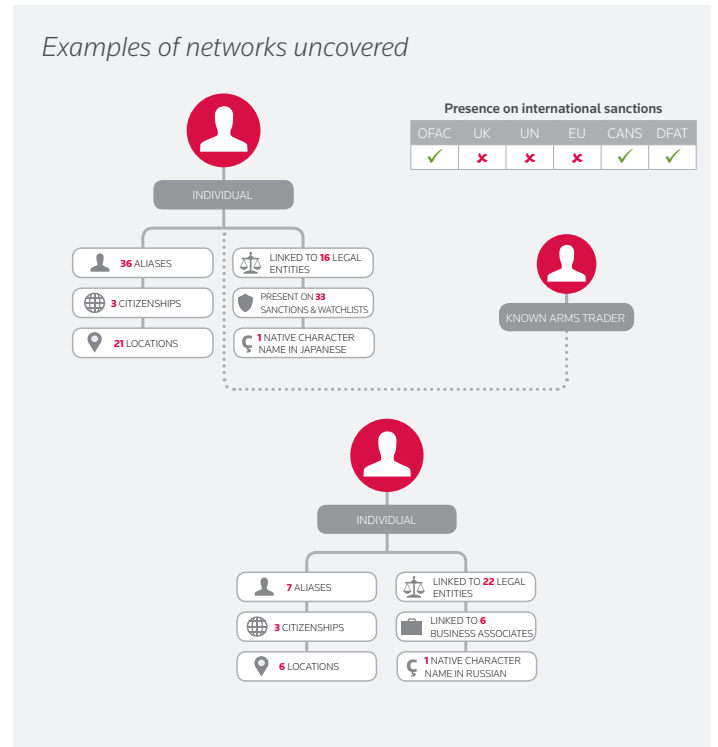 Examples of networks uncovered
Presence on international sanctions
OFAC UK UN EU CANS DFAT
✓ ✘ ✘ ✘ ✓ ✓
INDIVIDUAL
36 ALIASES
3 CITIZENSHIPS
21 LOCATIONS
LINKED TO 16 LEGAL
ENTITIES
PRESENT ON 33
SANCTIONS & WATCHLISTS
Ç 1 NATIVE CHARACTER
NAME IN JAPANESE
KNOWN ARMS TRADER
INDIVIDUAL
7 ALIASES
3 CITIZENSHIPS
6 LOCATIONS
LINKED TO 22 LEGAL
ENTITIES
LINKED TO 6
BUSINESS ASSOCIATES
Ç 1 NATIVE CHARACTER
NAME IN RUSSIAN